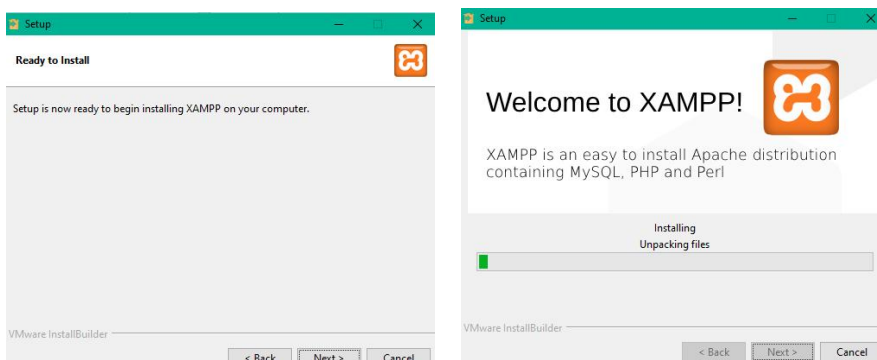 Setup
Ready to Install
Setup is now ready to begin installing XAMPP on your computer.
VMware InstallBuilder
< Back
Next >
Cancel
Setup
Welcome to XAMPP!
XAMPP is an easy to install Apache distribution
containing MySQL, PHP and Perl
Installing
Unpacking files
VMware InstallBuilder
< Back
Next >
Cancel